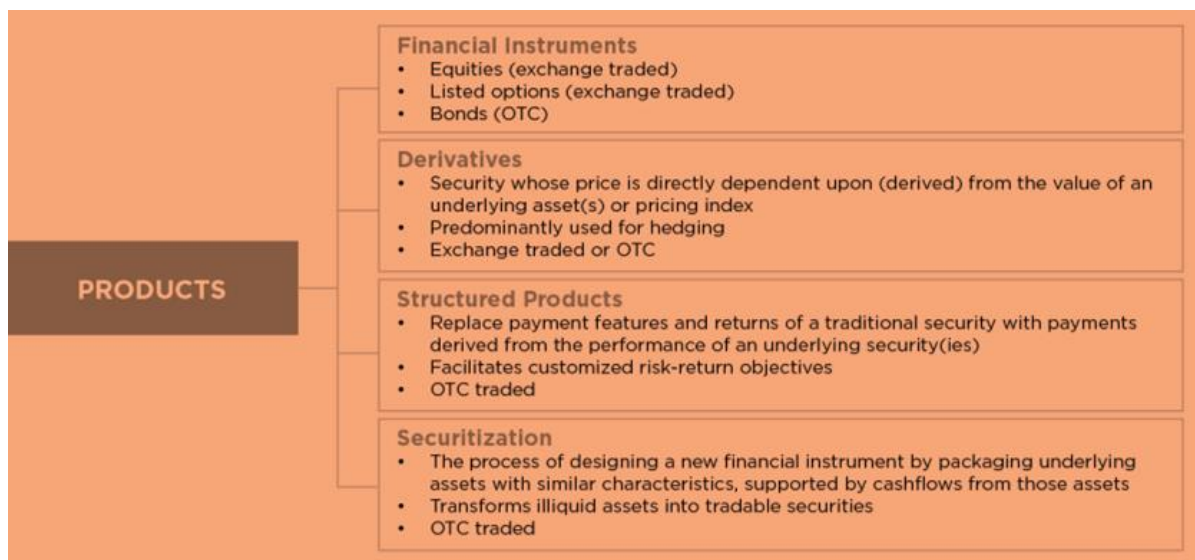 PRODUCTS
Financial Instruments
• Equities (exchange traded)
• Listed options (exchange traded)
• Bonds (OTC)
Derivatives
• Security whose price is directly dependent upon (derived) from the value of an
underlying asset(s) or pricing index
• Predominantly used for hedging
• Exchange traded or OTC
Structured Products
• Replace payment features and returns of a traditional security with payments
derived from the performance of an underlying security(ies)
• Facilitates customized risk-return objectives
• OTC traded
Securitization
• The process of designing a new financial instrument by packaging underlying
assets with similar characteristics, supported by cashflows from those assets
• Transforms illiquid assets into tradable securities
• OTC traded